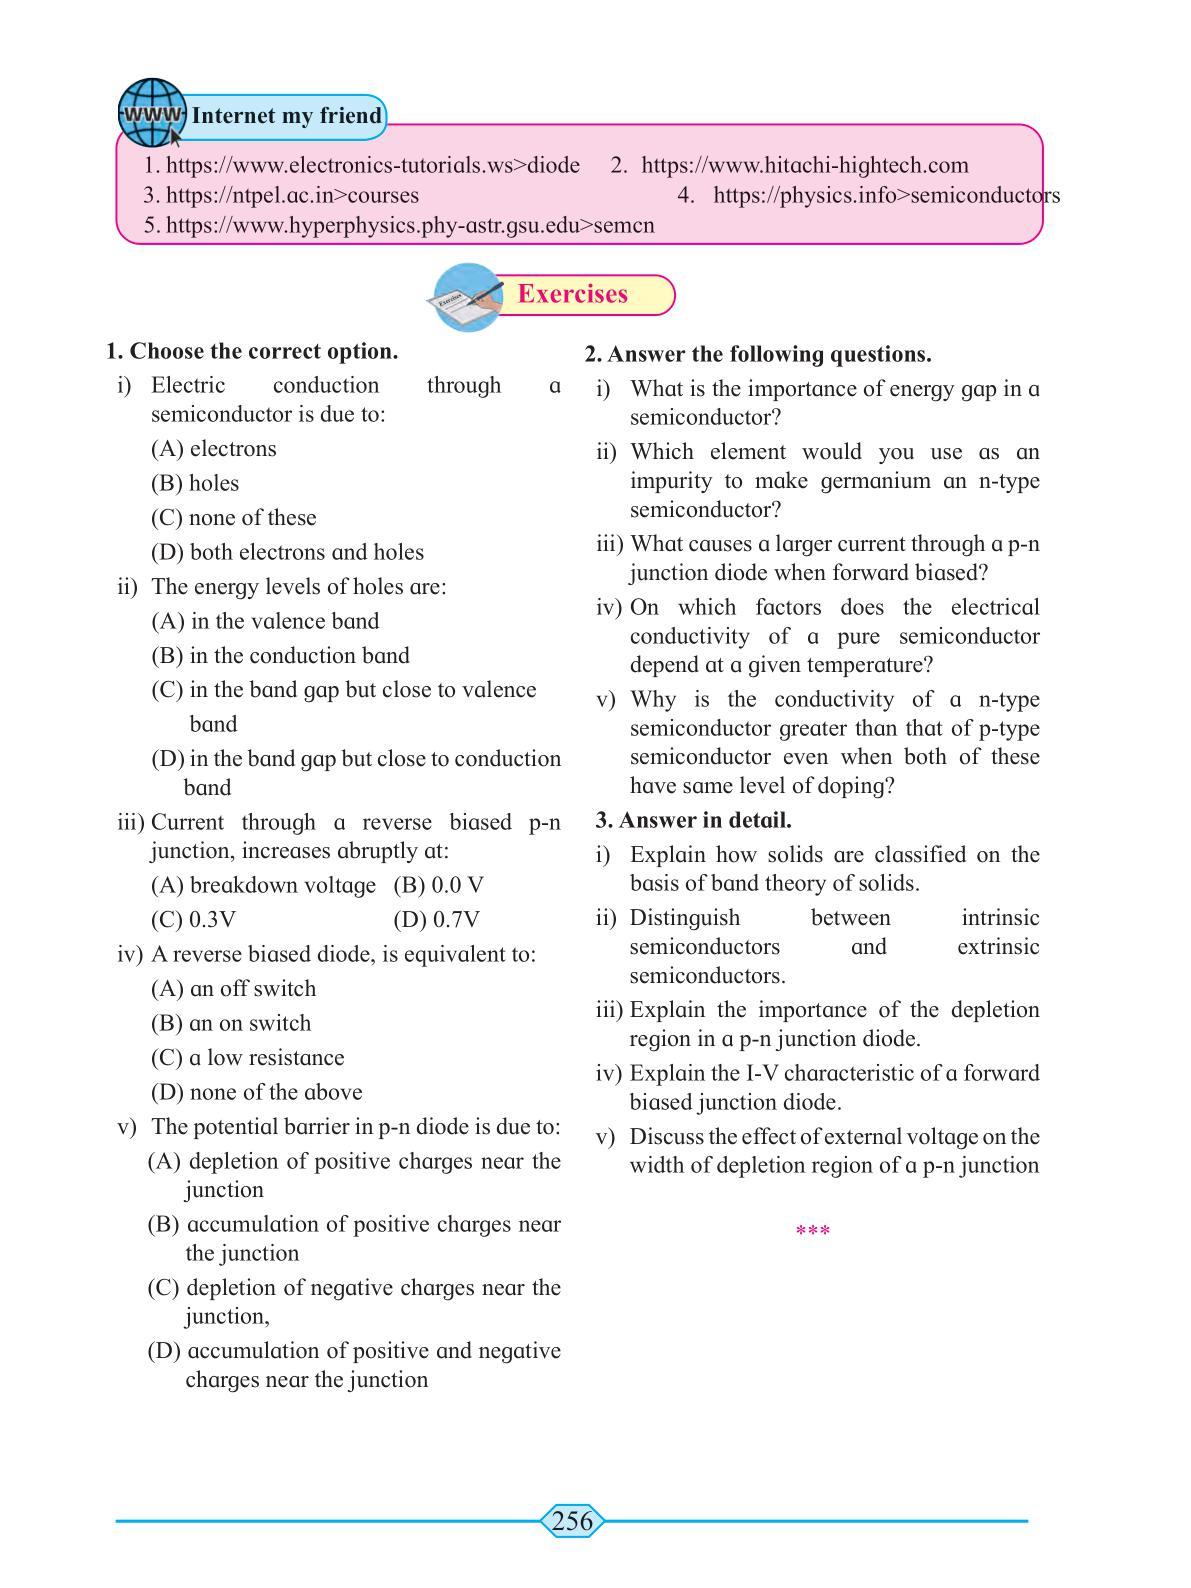 WWW Internet my friend
1. https://www.electronics-tutorials.ws>diode 2. https://www.hitachi-hightech.com
3. https://ntpel.ac.in>courses 4. https://physics.info>semiconductors
5. https://www.hyperphysics.phy-astr.gsu.edu>semcn
Exercises
Exercises
1. Choose the correct option.
i) Electric conduction through a
semiconductor is due to:
(A) electrons
(B) holes
(C) none of these
(D) both electrons and holes
ii) The energy levels of holes are:
(A) in the valence band
(B) in the conduction band
(C) in the band gap but close to valence
band
(D) in the band gap but close to conduction
band
iii) Current through a reverse biased p-n
junction, increases abruptly at:
(A) breakdown voltage (B) 0.0 V
(C) 0.3V (D) 0.7V
iv) A reverse biased diode, is equivalent to:
(A) an off switch
(B) an on switch
(C) a low resistance
(D) none of the above
v) The potential barrier in p-n diode is due to:
(A) depletion of positive charges near the
junction
(B) accumulation of positive charges near
the junction
(C) depletion of negative charges near the
junction,
(D) accumulation of positive and negative
charges near the junction
2. Answer the following questions.
i) What is the importance of energy gap in a
semiconductor?
ii) Which element would you use as an
impurity to make germanium an n-type
semiconductor?
iii) What causes a larger current through a p-n
junction diode when forward biased?
iv) On which factors does the electrical
conductivity of a pure semiconductor
depend at a given temperature?
v) Why is the conductivity of a n-type
semiconductor greater than that of p-type
semiconductor even when both of these
have same level of doping?
3. Answer in detail.
i) Explain how solids are classified on the
basis of band theory of solids.
ii) Distinguish between intrinsic
semiconductors and extrinsic
semiconductors.
iii) Explain the importance of the depletion
region in a p-n junction diode.
iv) Explain the I-V characteristic of a forward
biased junction diode.
v) Discuss the effect of external voltage on the
width of depletion region of a p-n junction
***
256